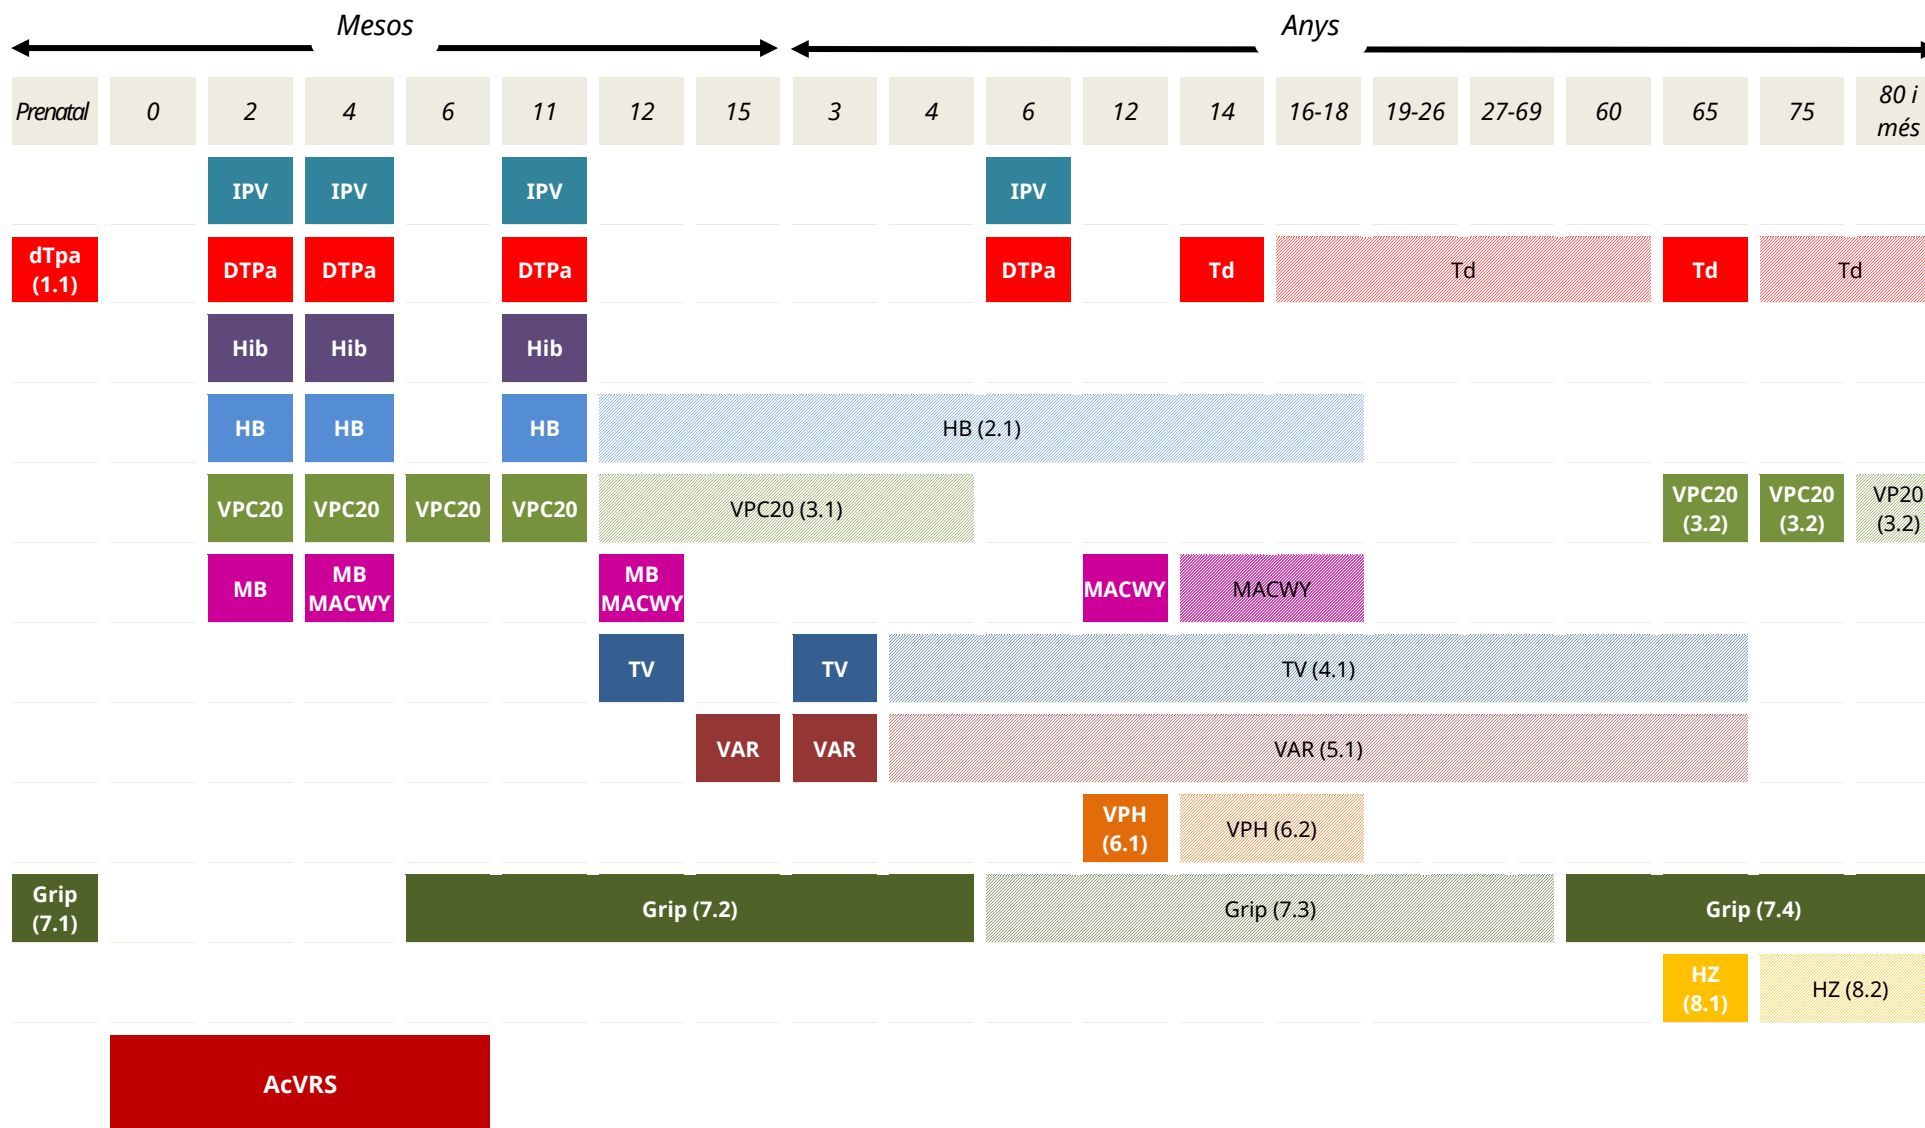 Mesos Anys
Prenatal 0 2 4 6 11 12 15 3 4 6 12 14 16-18 19-26 27-69 60 65 75 80 i més
IPV IPV IPV IPV
dTpa (1.1) DTPa DTPa DTPa DTPa Td Td Td Td
Hib Hib Hib
HB HB HB HB (2.1)
VPC20 VPC20 VPC20 VPC20 VPC20 (3.1) VPC20 (3.2) VPC20 (3.2) VP20 (3.2)
MB MB MACWY MB MACWY MACWY MACWY
TV TV TV (4.1)
VAR VAR VAR (5.1)
VPH (6.1) VPH (6.2)
Grip (7.1) Grip (7.2) Grip (7.3) Grip (7.4)
HZ (8.1) HZ (8.2)
AcVRS